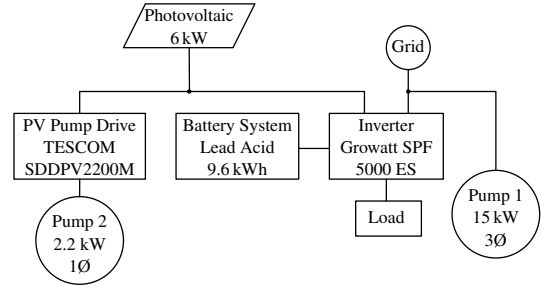 Photovoltaic
6 kW
Grid
PV Pump Drive
TESCOM
SDDPV2200M
Battery System
Lead Acid
9.6 kWh
Inverter
Growatt SPF
5000 ES
Load
Pump 1
15 kW
3Ø
Pump 2
2.2 kW
1Ø